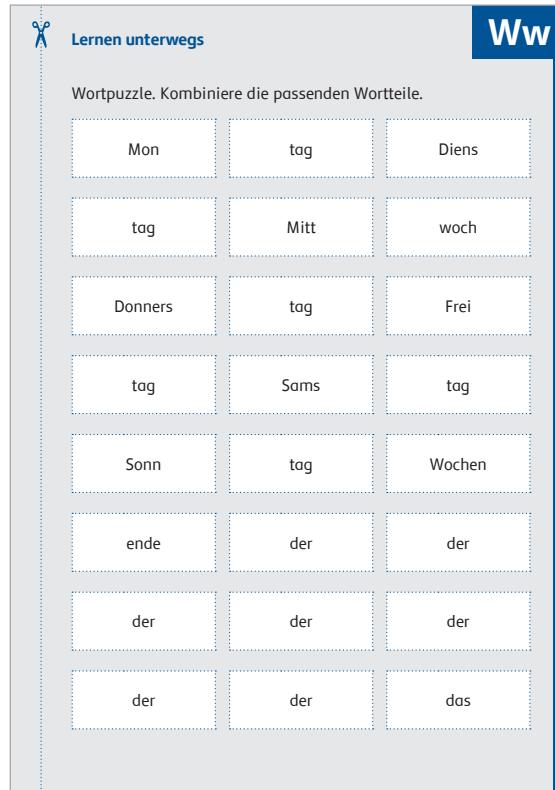 Lernen unterwegs
Ww
Wortpuzzle. Kombiniere die passenden Wortteile.
Mon tag Diens
tag Mitt woch
Donners tag Frei
tag Sams tag
Sonn tag Wochen
ende der der
der der der
der der das